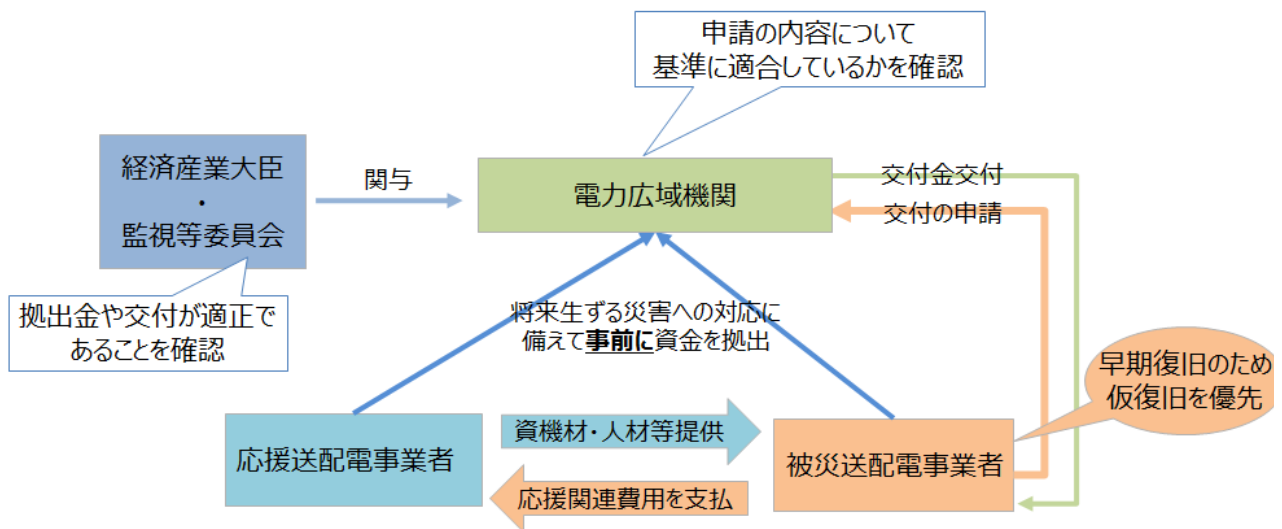 申請の内容について
基準に適合しているかを確認
経済産業大臣
・
監視等委員会
関与
電力広域機関
交付金交付
交付の申請
拠出金や交付が適正で
あることを確認
将来生ずる災害への対応に
備えて事前に資金を拠出
早期復旧のため
仮復旧を優先
応援送配電事業者
資機材・人材等提供
応援関連費用を支払
被災送配電事業者